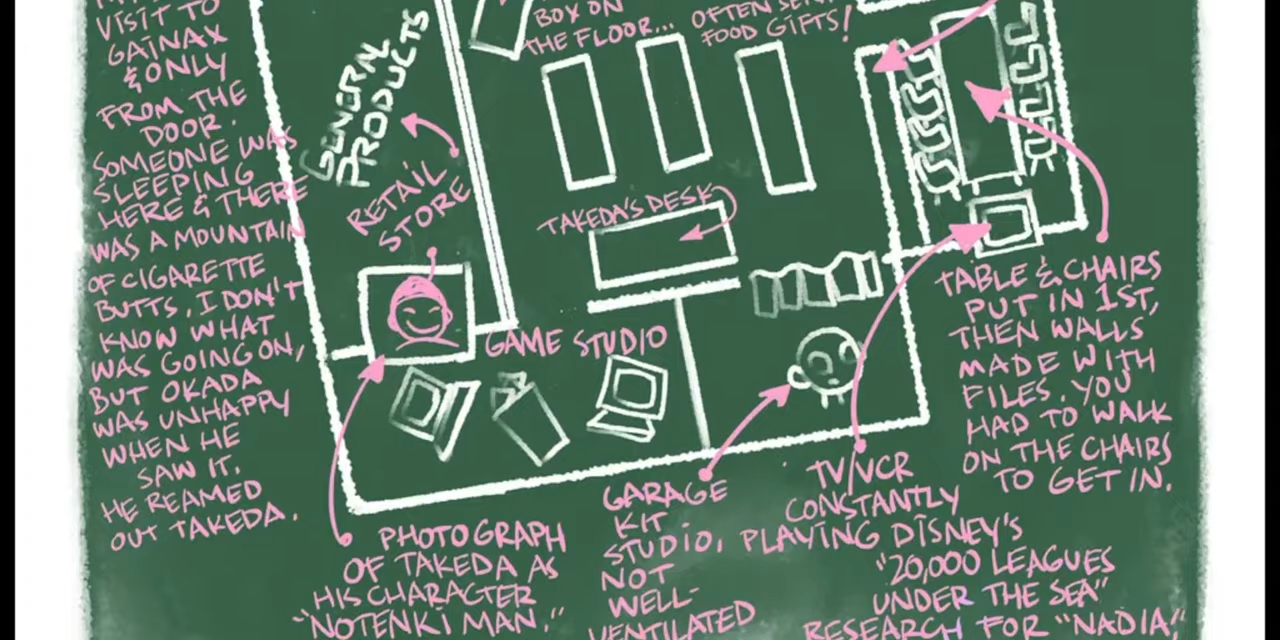 VISIT TO
GAINAX
& ONLY
FROM THE
DOOR.
SOMEONE WAS
SLEEPING
HERE & THERE
WAS A MOUNTAIN
OF CIGARETTE
BUTTS. I DON'T
KNOW WHAT
WAS GOING ON,
BUT OKADA
WAS UNHAPPY
WHEN HE
SAW IT.
HE REAMED
OUT TAKEDA.
GENERAL
PRODUCTS
RETAIL
STORE
BOX ON
THE FLOOR...
OFTEN SENT
FOOD GIFTS!
TAKEDA'S DESK
GAME STUDIO
PHOTOGRAPH
OF TAKEDA AS
HIS CHARACTER
"NOTENKI MAN."
GARAGE
KIT
STUDIO,
NOT
WELL-
VENTILATED
TV/VCR
CONSTANTLY
PLAYING DISNEY'S
"20,000 LEAGUES
UNDER THE SEA"
RESEARCH FOR "NADIA."
TABLE & CHAIRS
PUT IN 1ST,
THEN WALLS
MADE WITH
FILES. YOU
HAD TO WALK
ON THE CHAIRS
TO GET IN.